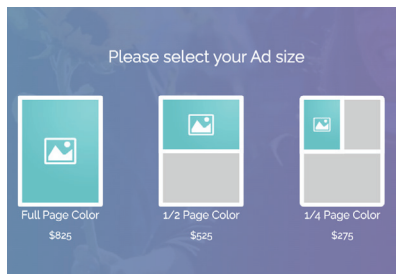 Please select your Ad size
Full Page Color
1/2 Page Color
1/4 Page Color
$825
$525
$275